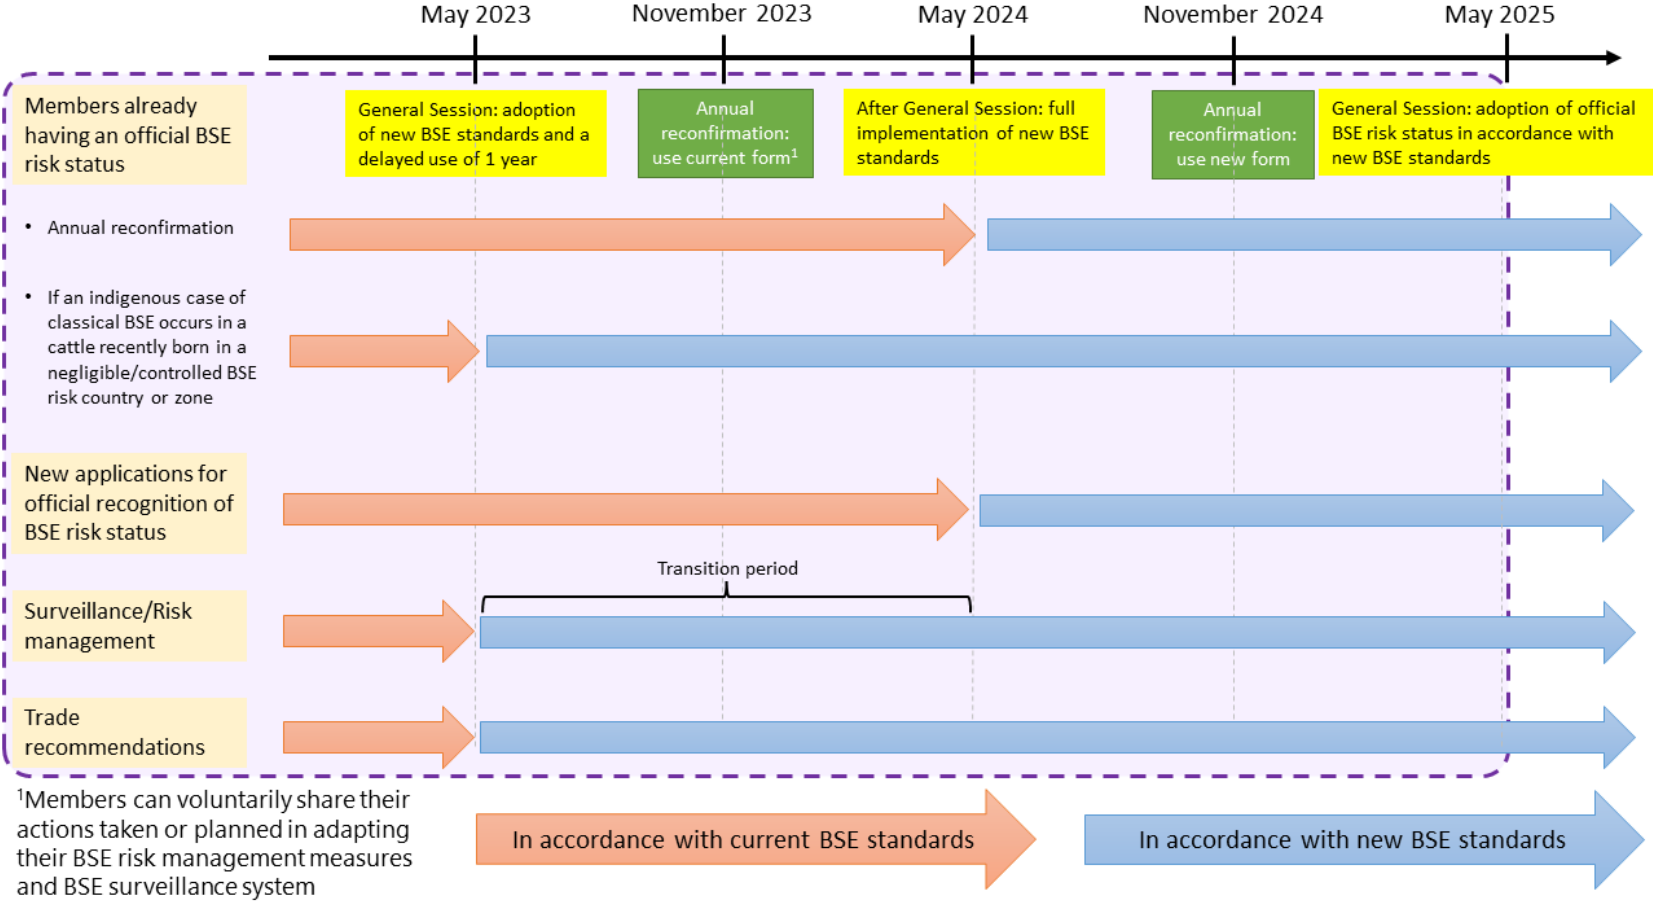 May 2023
November 2023
May 2024
November 2024
May 2025
Members already
having an official BSE
risk status
General Session: adoption
of new BSE standards and a
delayed use of 1 year
Annual
reconfirmation:
use current form¹
After General Session: full
implementation of new BSE
standards
Annual
reconfirmation:
use new form
General Session: adoption of official
BSE risk status in accordance with
new BSE standards
• Annual reconfirmation
• If an indigenous case of
classical BSE occurs in a
cattle recently born in a
negligible/controlled BSE
risk country or zone
New applications for
official recognition of
BSE risk status
Transition period
Surveillance/Risk
management
Trade
recommendations
¹Members can voluntarily share their
actions taken or planned in adapting
their BSE risk management measures
and BSE surveillance system
In accordance with current BSE standards
In accordance with new BSE standards